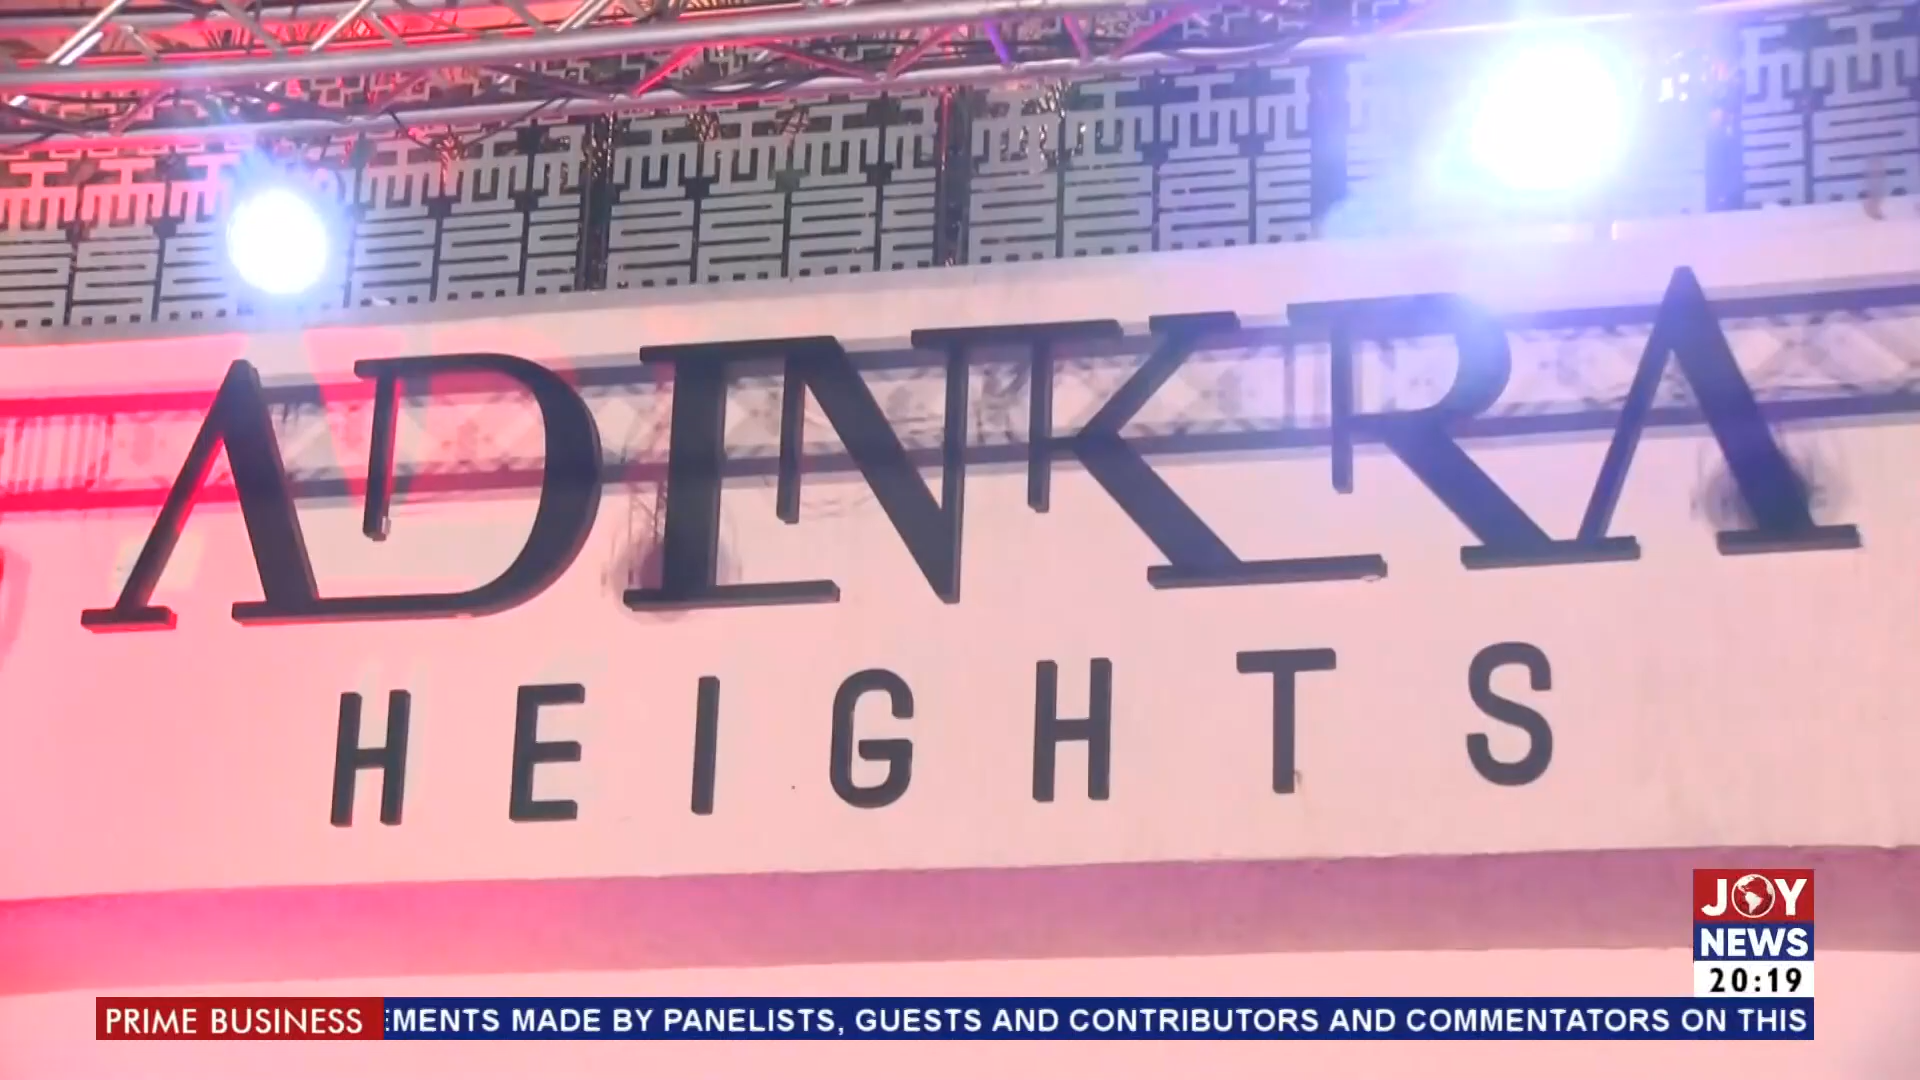 ADINKRA
HEIGHTS
JOY
NEWS
20:19
PRIME BUSINESS
MENTS MADE BY PANELISTS, GUESTS AND CONTRIBUTORS AND COMMENTATORS ON THIS